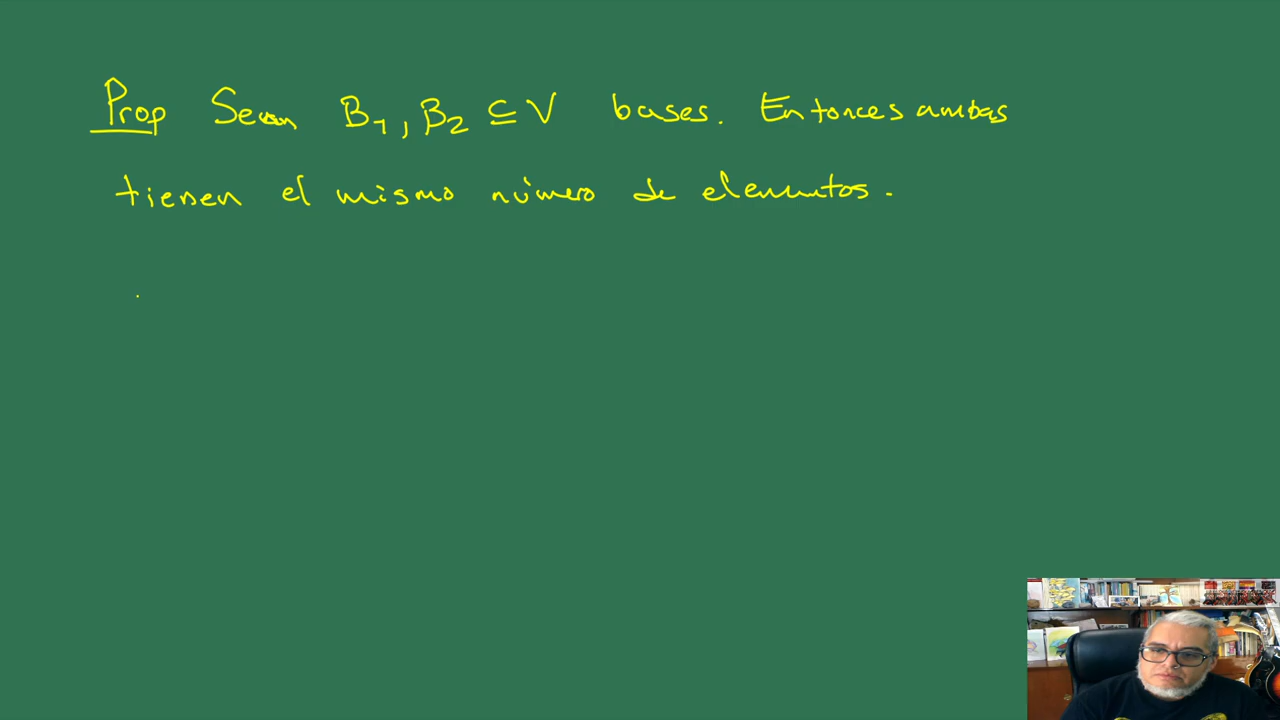 Prop Sean B₁, B₂ ⊆ V bases. Entonces ambas
tienen el mismo número de elementos.